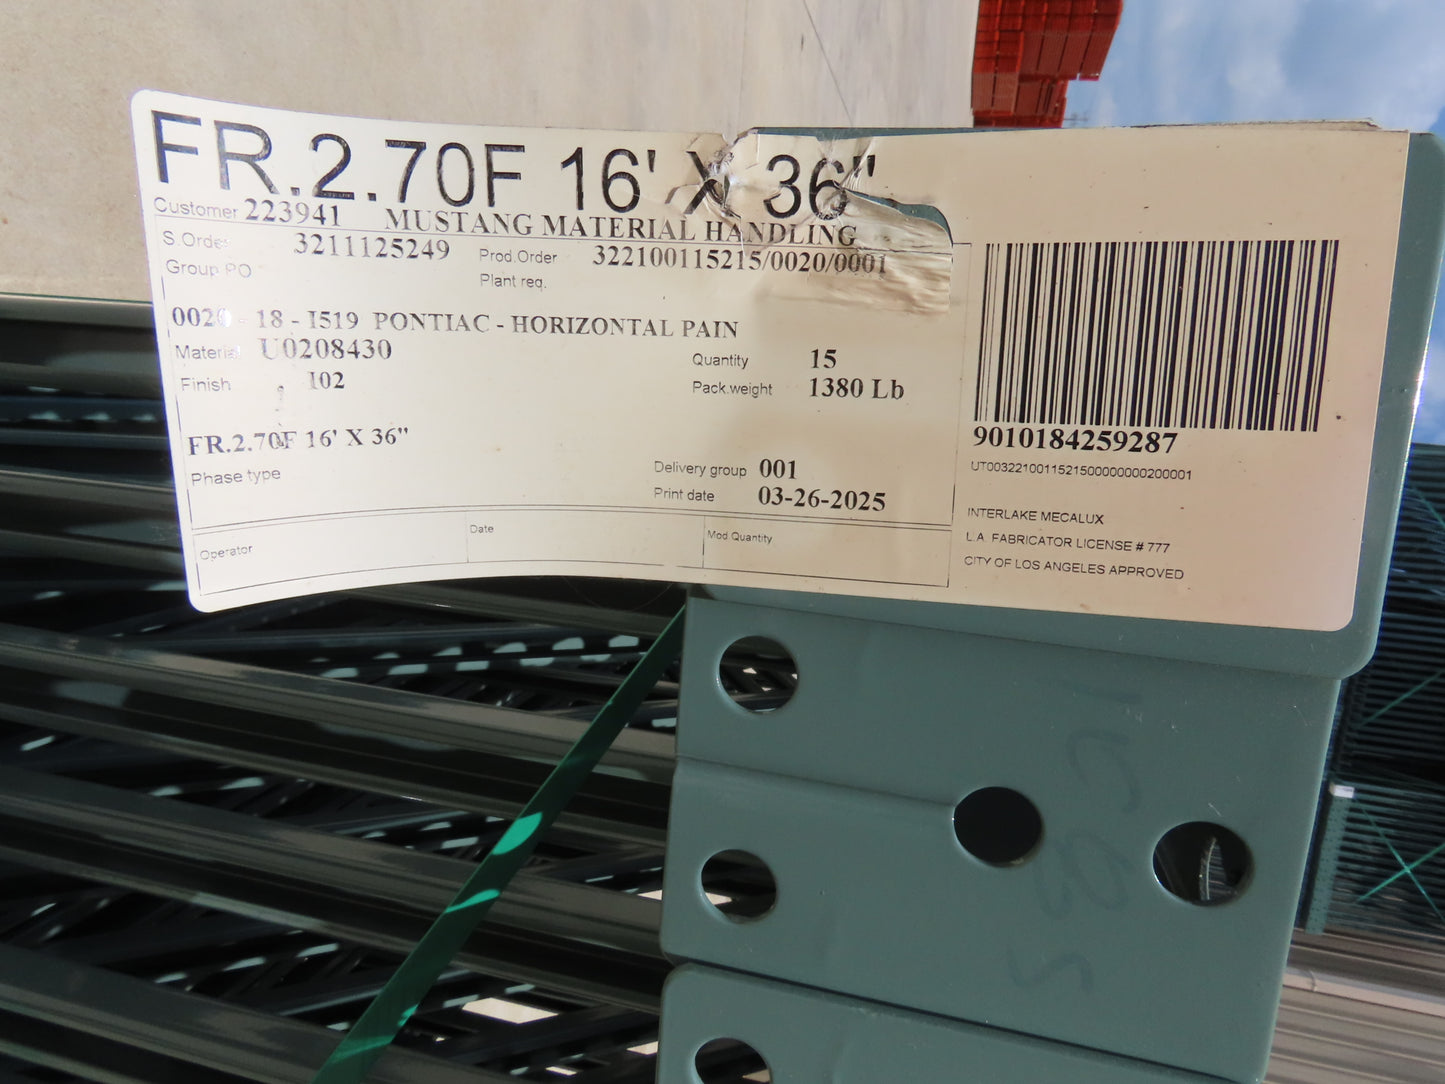 FR.2.70F 16' X 36"
Customer 223941 MUSTANG MATERIAL HANDLING
S.Order 3211125249 Prod.Order 322100115215/0020/0001
Group PO Plant req.
0020 - 18 - I519 PONTIAC - HORIZONTAL PAIN
Material U0208430 Quantity 15
Finish I02 Pack.weight 1380 Lb
FR.2.70F 16' X 36"
Phase type Delivery group 001
Print date 03-26-2025
Operator Date Mod.Quantity
9010184259287
UT00322100115215000000000200001
INTERLAKE MECALUX
L.A. FABRICATOR LICENSE # 777
CITY OF LOS ANGELES APPROVED